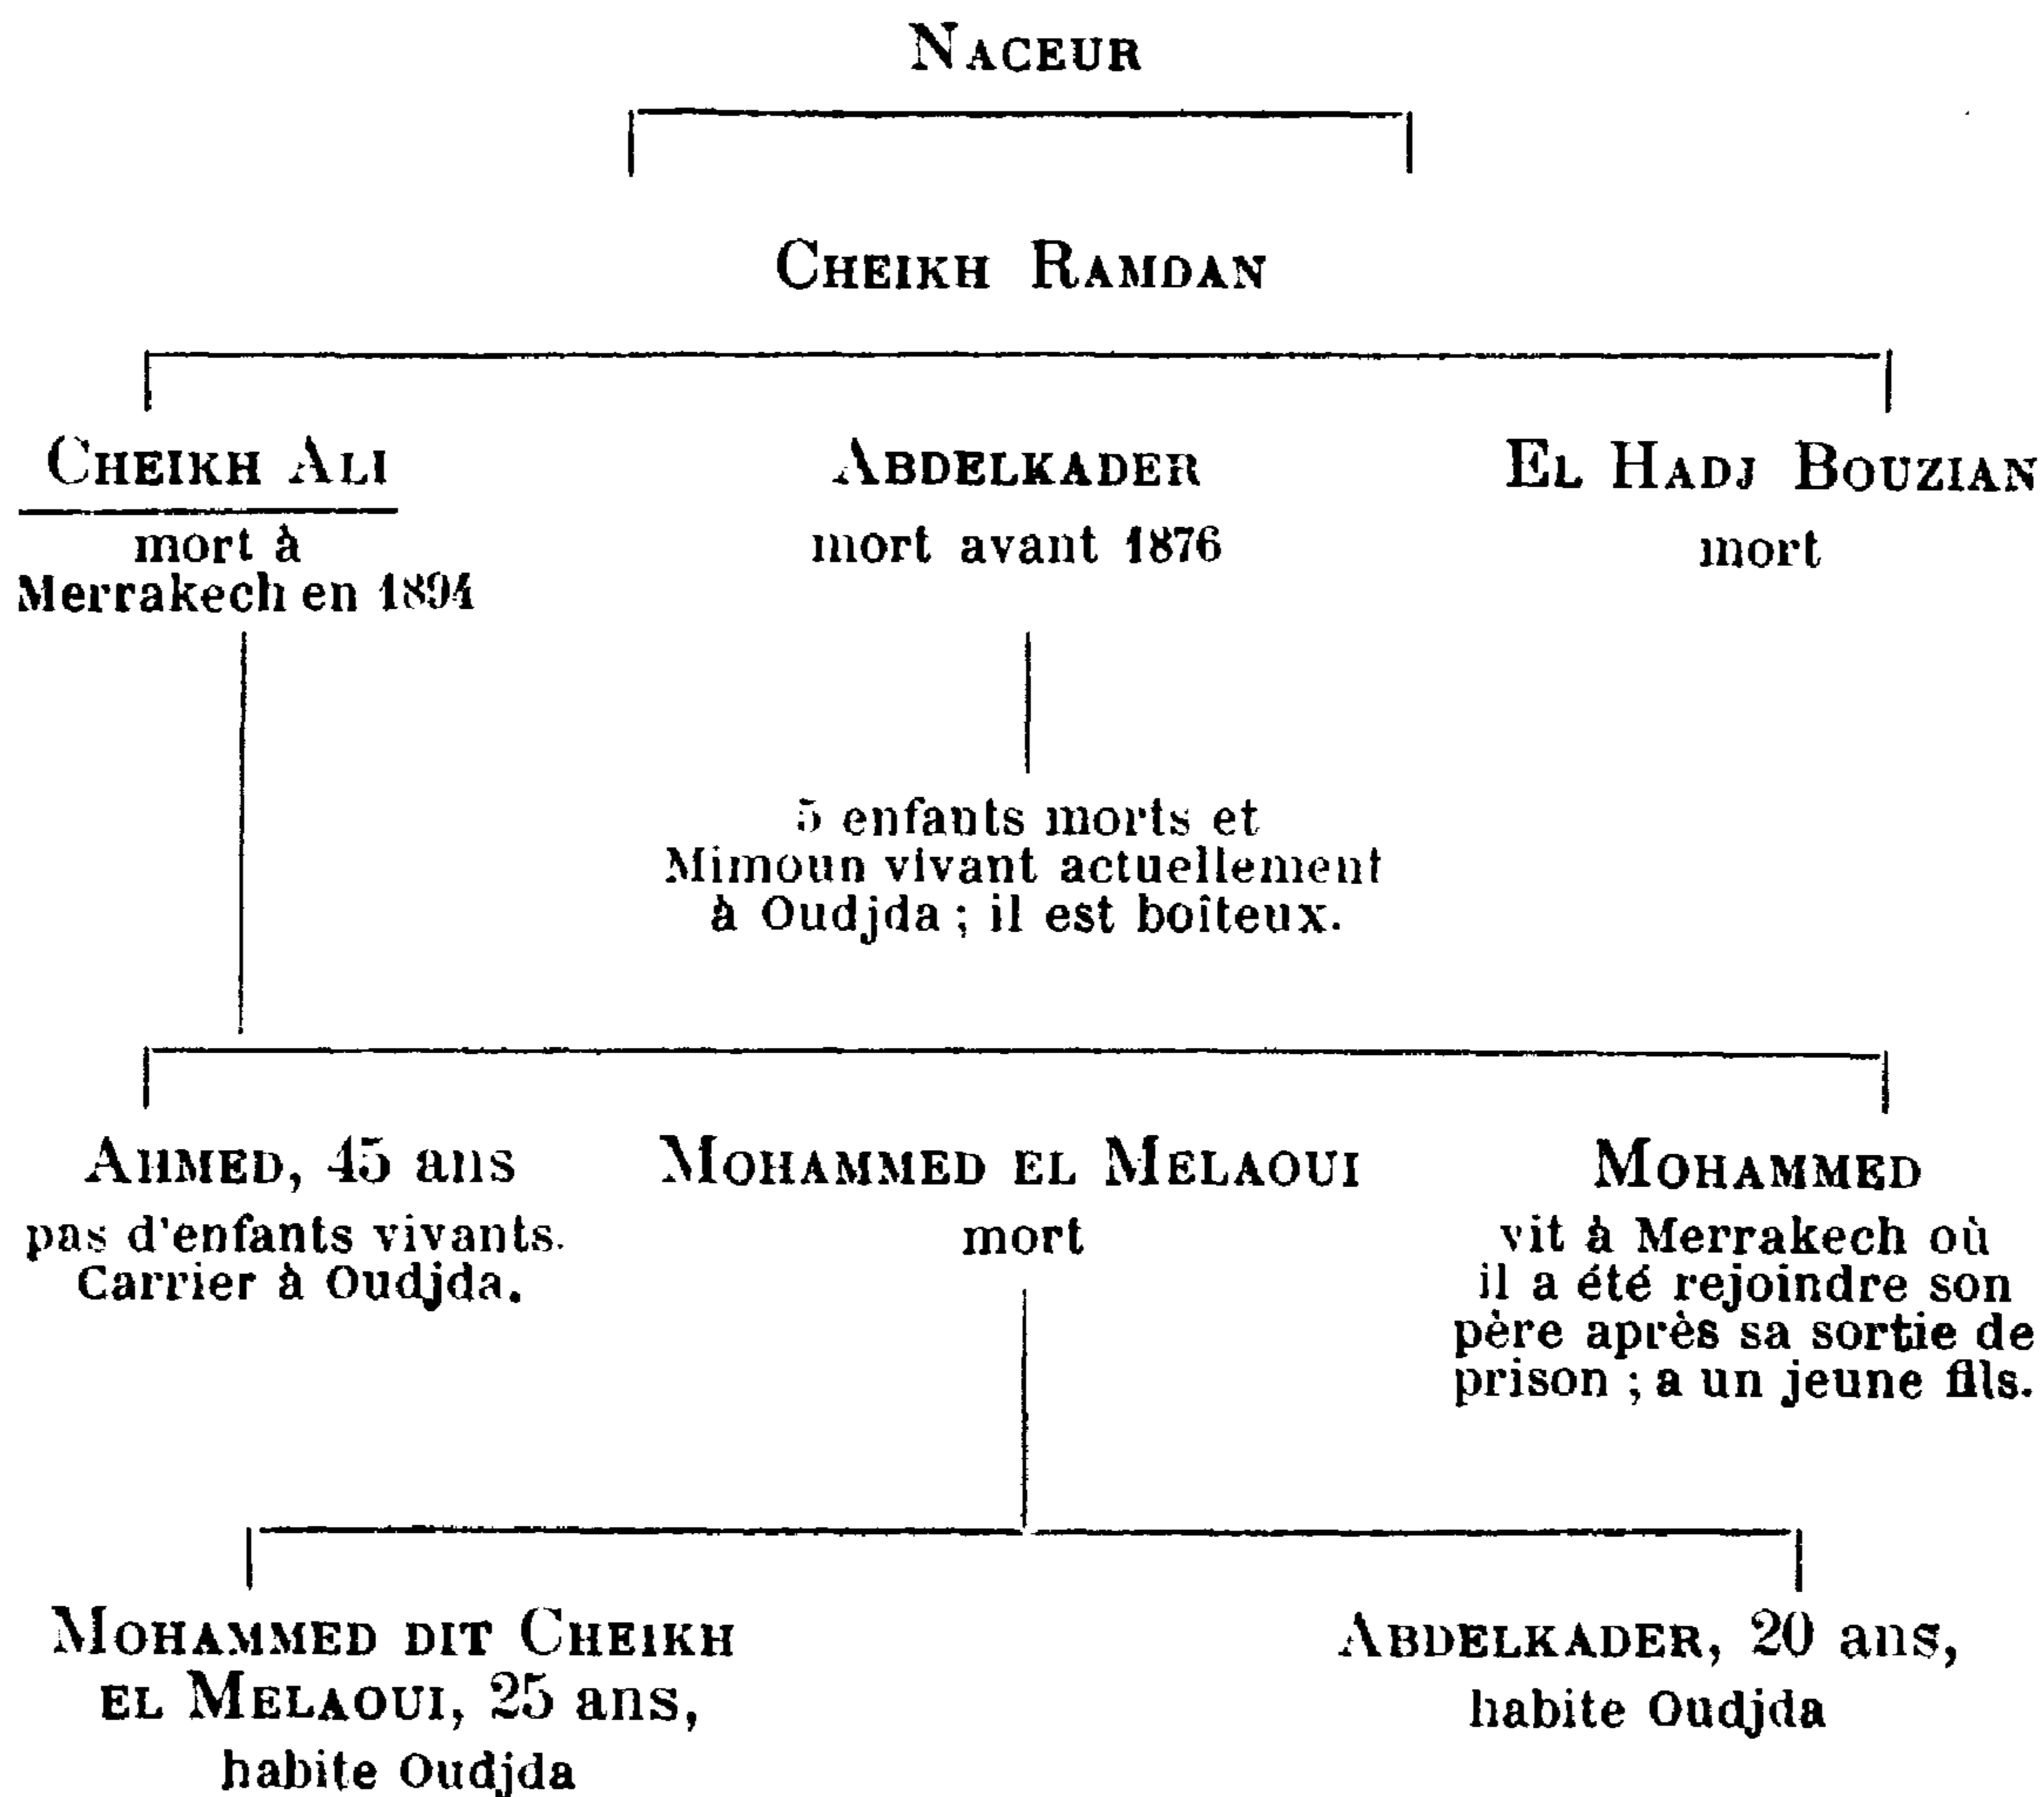 NACEUR
CHEIKH RAMDAN
CHEIKH ALI
mort à
Merrakech en 1894
ABDELKADER
mort avant 1876
EL HADJ BOUZIAN
mort
5 enfants morts et
Mimoun vivant actuellement
à Oudjda ; il est boîteux.
AHMED, 45 ans
pas d'enfants vivants.
Carrier à Oudjda.
MOHAMMED EL MELAOUI
mort
MOHAMMED
vit à Merrakech où
il a été rejoindre son
père après sa sortie de
prison ; a un jeune fils.
MOHAMMED DIT CHEIKH
EL MELAOUI, 25 ans,
habite Oudjda
ABDELKADER, 20 ans,
habite Oudjda